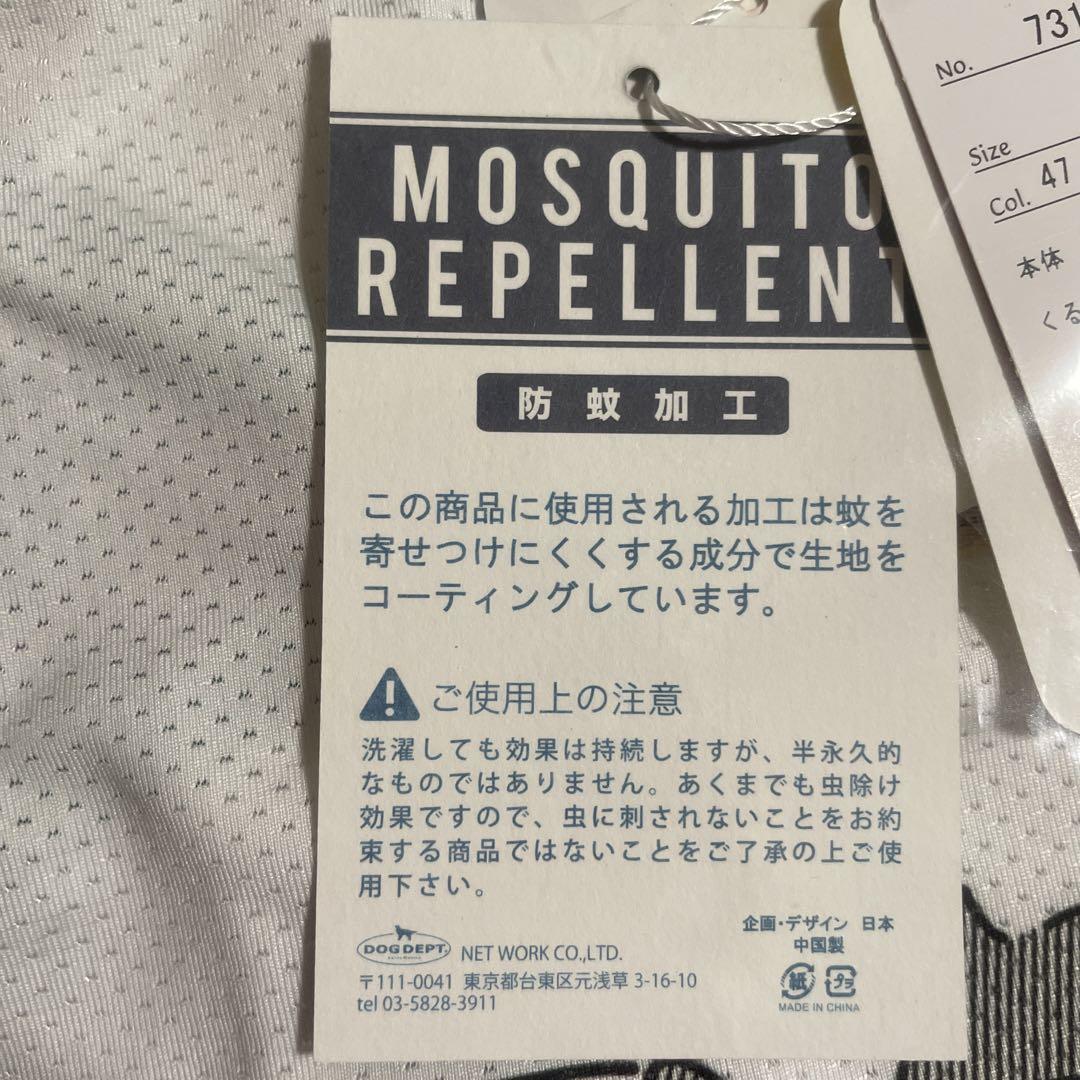 MOSQUITO
REPELLENT
防蚊加工
この商品に使用される加工は蚊を
寄せつけにくくする成分で生地を
コーティングしています。
ご使用上の注意
洗濯しても効果は持続しますが、半永久的
なものではありません。あくまでも虫除け
効果ですので、虫に刺されないことをお約
束する商品ではないことをご了承の上ご使
用下さい。
企画・デザイン 日本
中国製
DOG DEPT.
NET WORK CO.,LTD.
〒111-0041 東京都台東区元浅草 3-16-10
tel 03-5828-3911
紙
プラ
MADE IN CHINA
No. 731
Size
Col. 47
本体
くる